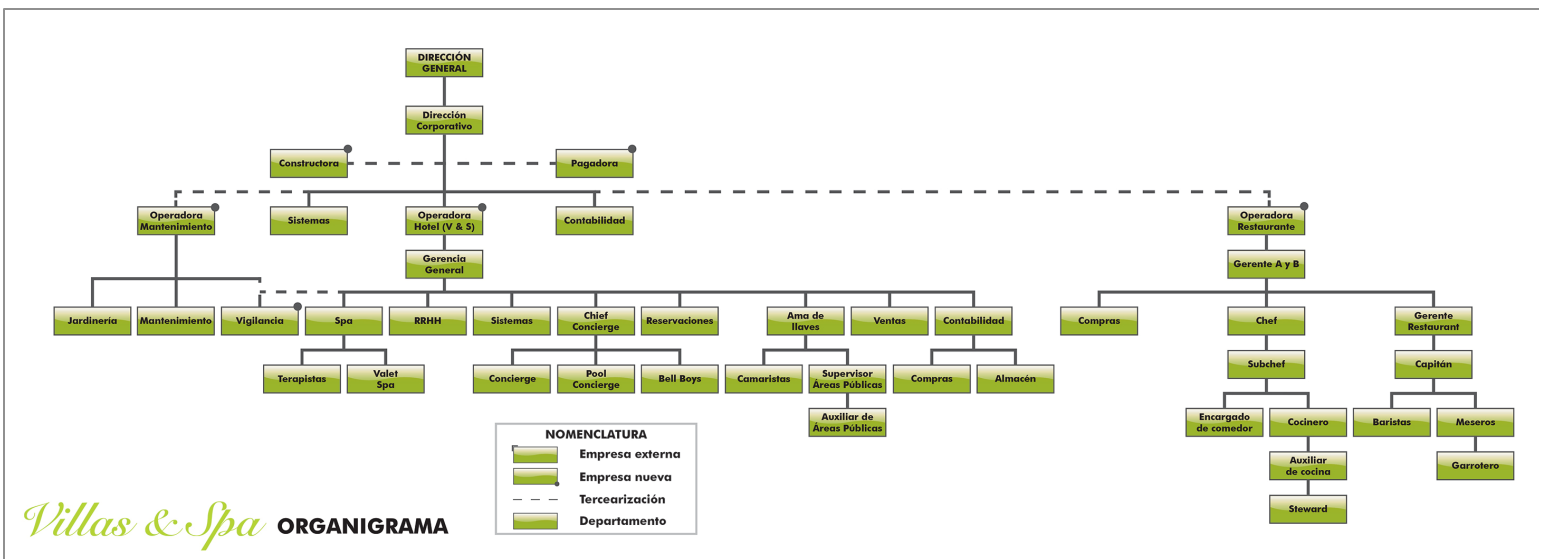 DIRECCIÓN
GENERAL
Dirección
Corporativo
Constructora
Pagadora
Operadora
Mantenimiento
Sistemas
Operadora
Hotel (V & S)
Contabilidad
Operadora
Restaurante
Gerencia
General
Gerente A y B
Jardinería
Mantenimiento
Vigilancia
Spa
RRHH
Sistemas
Chief
Concierge
Reservaciones
Ama de
llaves
Ventas
Contabilidad
Compras
Chef
Gerente
Restaurant
Terapistas
Valet
Spa
Concierge
Pool
Concierge
Bell Boys
Camaristas
Supervisor
Áreas Públicas
Compras
Almacén
Subchef
Capitán
Auxiliar de
Áreas Públicas
Encargado
de comedor
Cocinero
Baristas
Meseros
Auxiliar
de cocina
Garrotero
Steward
NOMENCLATURA
Empresa externa
Empresa nueva
Tercearización
Departamento
Villas & Spa ORGANIGRAMA